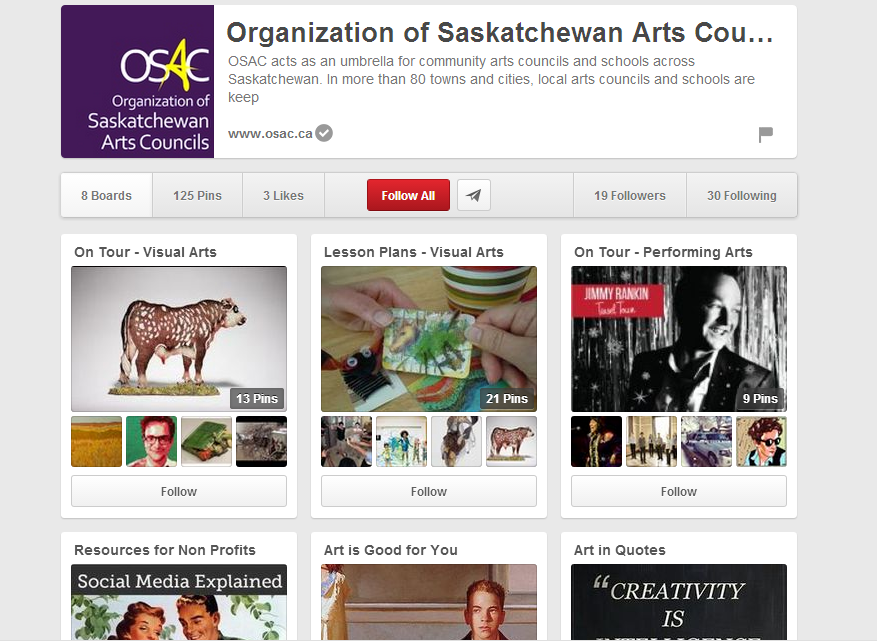 OSAC
Organization of
Saskatchewan
Arts Councils
Organization of Saskatchewan Arts Cou...
OSAC acts as an umbrella for community arts councils and schools across
Saskatchewan. In more than 80 towns and cities, local arts councils and schools are
keep
www.osac.ca
8 Boards
125 Pins
3 Likes
Follow All
19 Followers
30 Following
On Tour - Visual Arts
13 Pins
Follow
Lesson Plans - Visual Arts
21 Pins
Follow
On Tour - Performing Arts
JIMMY RANKIN
Tinsel Town
9 Pins
Follow
Resources for Non Profits
Social Media Explained
Art is Good for You
Art in Quotes
“CREATIVITY
IS
INTELLIGENCE